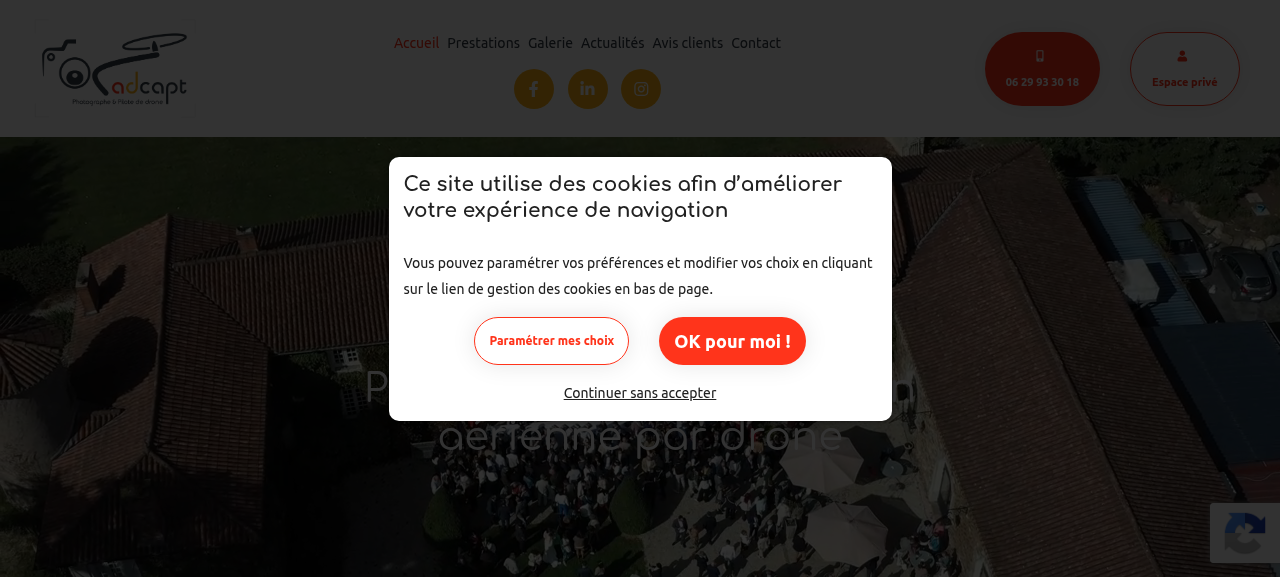 adcapt
Photographe à l'aide de drone
Accueil Prestations Galerie Actualités Avis clients Contact
06 29 93 30 18
Espace privé
Ce site utilise des cookies afin d’améliorer
votre expérience de navigation
Vous pouvez paramétrer vos préférences et modifier vos choix en cliquant
sur le lien de gestion des cookies en bas de page.
Paramétrer mes choix
OK pour moi !
Continuer sans accepter
aérienne par drone